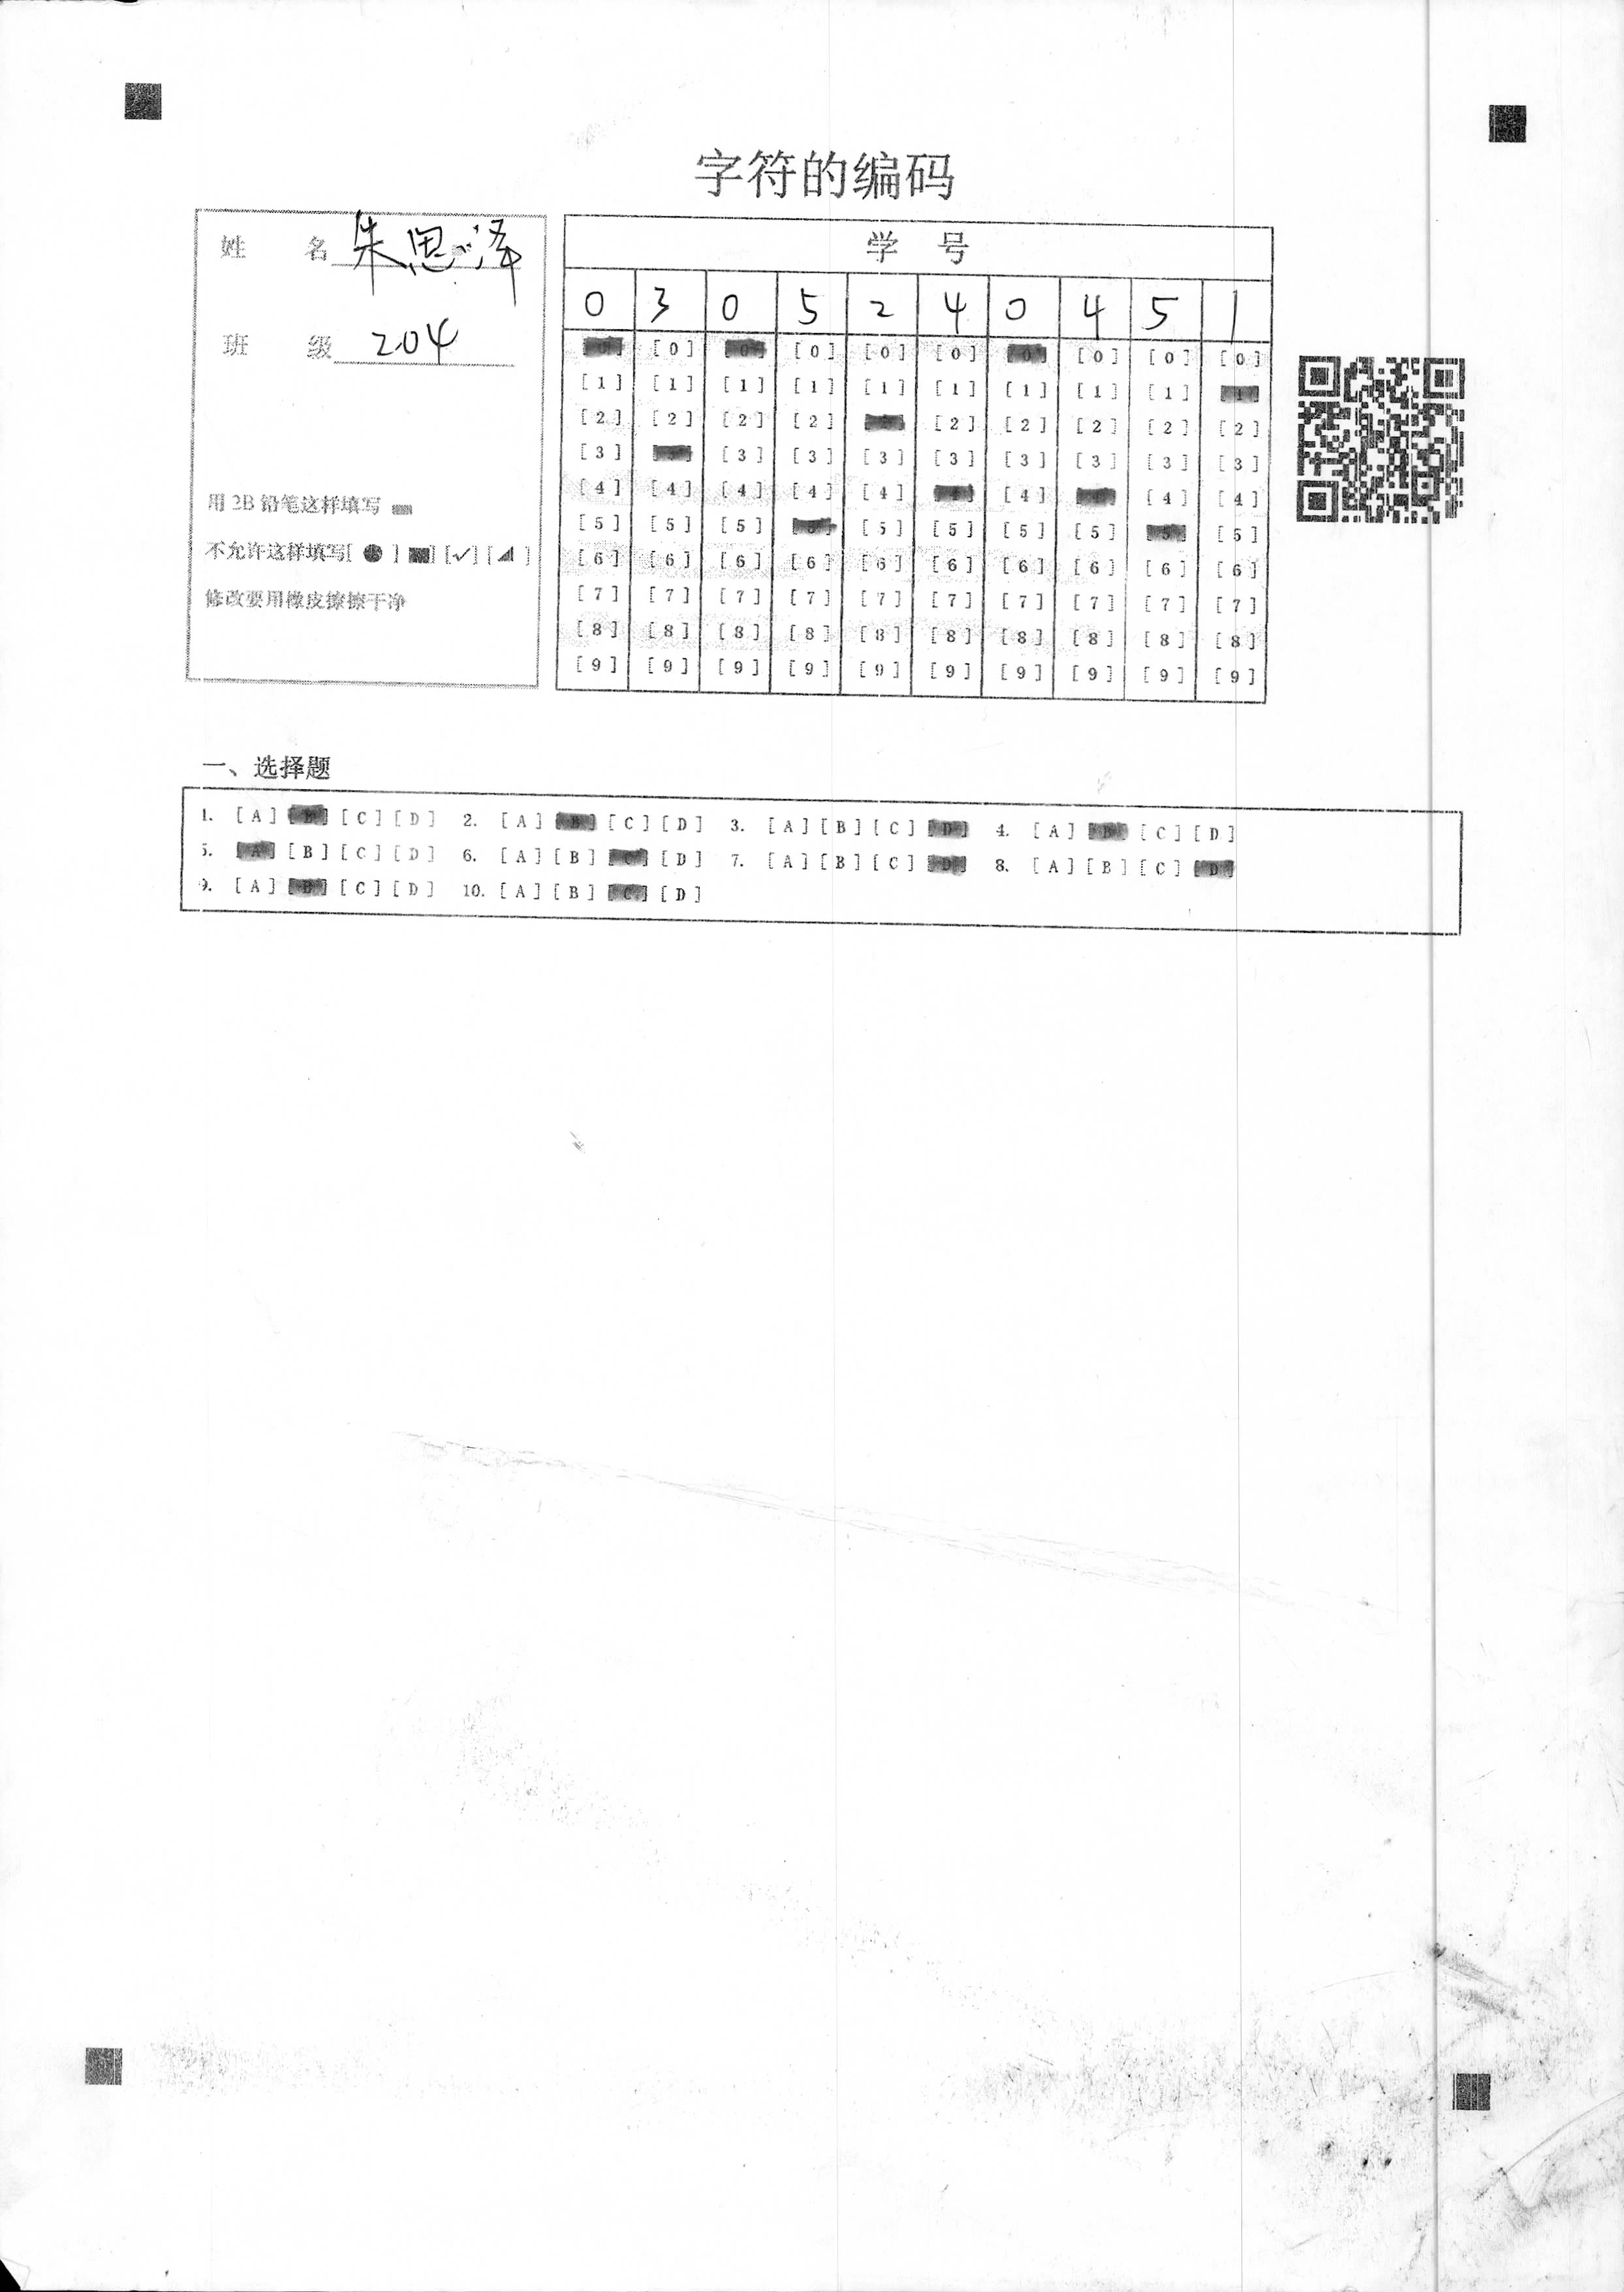 字符的编码
姓 名 朱思泽
班 级 204
用 2B 铅笔这样填写
不允许这样填写[ ● ] [■] [✓] [◢ ]
修改要用橡皮擦擦干净
学 号
0 3 0 5 2 4 0 4 5 1
[0] [0] [0] [0] [0] [0] [0] [0] [0] [0]
[1] [1] [1] [1] [1] [1] [1] [1] [1] [1]
[2] [2] [2] [2] [2] [2] [2] [2] [2] [2]
[3] [3] [3] [3] [3] [3] [3] [3] [3] [3]
[4] [4] [4] [4] [4] [4] [4] [4] [4] [4]
[5] [5] [5] [5] [5] [5] [5] [5] [5] [5]
[6] [6] [6] [6] [6] [6] [6] [6] [6] [6]
[7] [7] [7] [7] [7] [7] [7] [7] [7] [7]
[8] [8] [8] [8] [8] [8] [8] [8] [8] [8]
[9] [9] [9] [9] [9] [9] [9] [9] [9] [9]
一、选择题
1. [A] [B] [C] [D] 2. [A] [B] [C] [D] 3. [A] [B] [C] [D] 4. [A] [B] [C] [D]
5. [A] [B] [C] [D] 6. [A] [B] [C] [D] 7. [A] [B] [C] [D] 8. [A] [B] [C] [D]
9. [A] [B] [C] [D] 10. [A] [B] [C] [D]